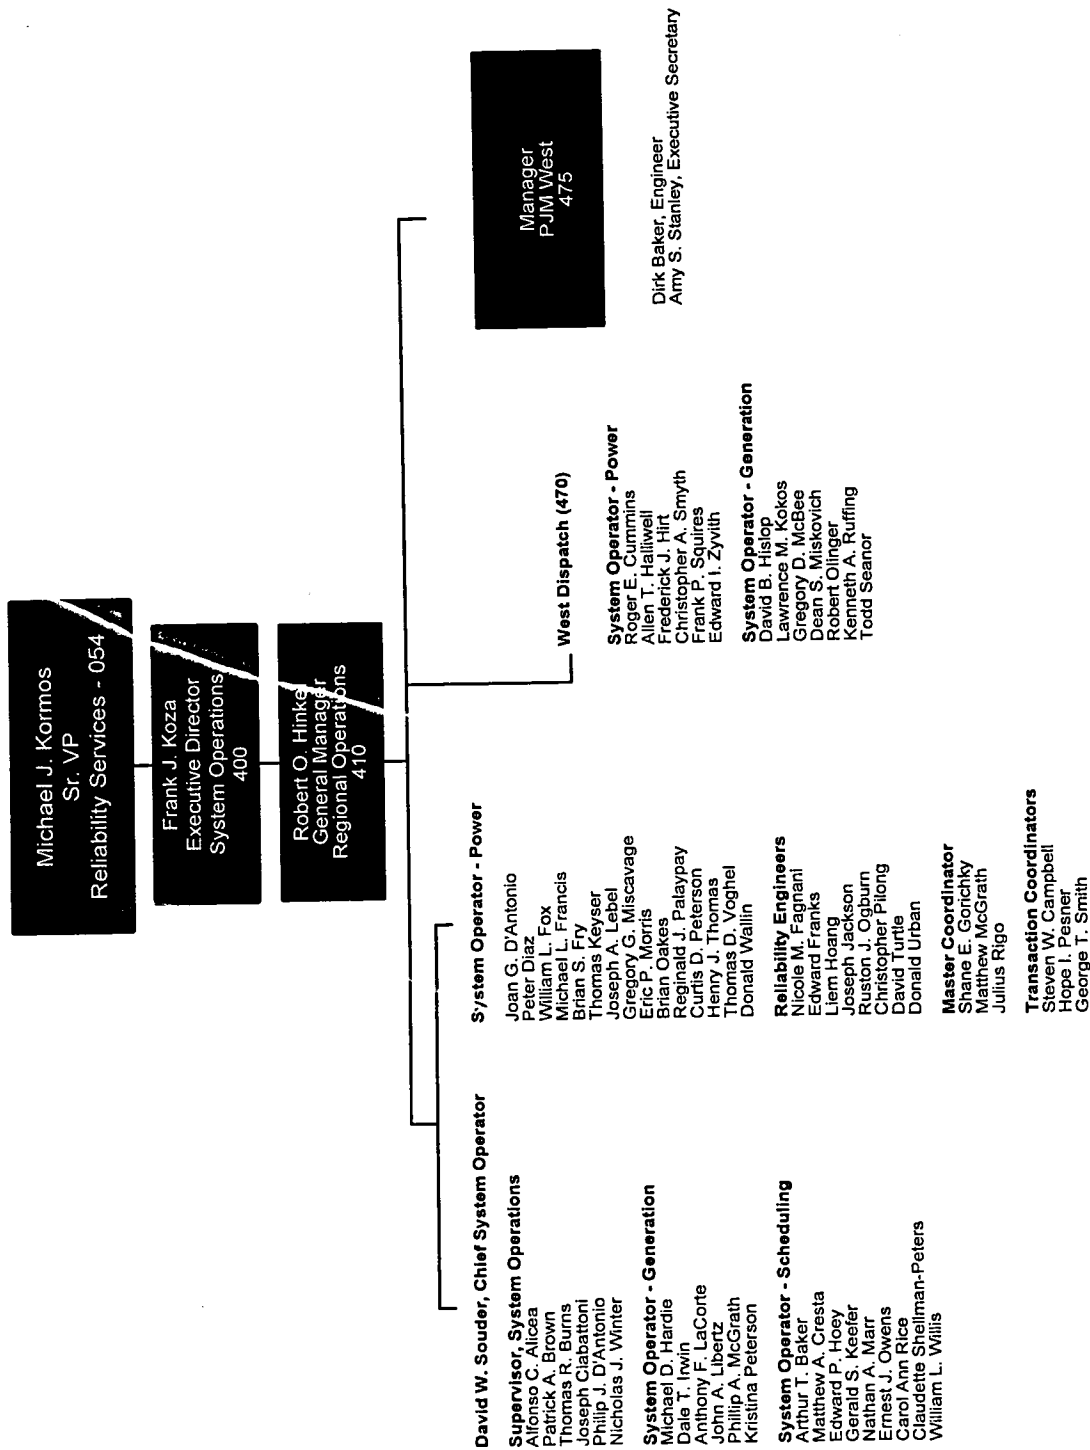 Michael J. Kormos
Sr. VP
Reliability Services - 054
Frank J. Koza
Executive Director
System Operations
400
Robert O. Hinkel
General Manager
Regional Operations
410
David W. Souder, Chief System Operator
Supervisor, System Operations
Alfonso C. Alicea
Patrick A. Brown
Thomas R. Burns
Joseph Ciabattoni
Philip J. D'Antonio
Nicholas J. Winter
System Operator - Generation
Michael D. Hardie
Dale T. Irwin
Anthony F. LaCorte
John A. Libertz
Phillip A. McGrath
Kristina Peterson
System Operator - Scheduling
Arthur T. Baker
Matthew A. Cresta
Edward P. Hoey
Gerald S. Keefer
Nathan A. Marr
Ernest J. Owens
Carol Ann Rice
Claudette Shellman-Peters
William L. Willis
System Operator - Power
Joan G. D'Antonio
Peter Diaz
William L. Fox
Michael L. Francis
Brian S. Fry
Thomas Keyser
Joseph A. Lebel
Gregory G. Miscavage
Eric P. Morris
Brian Oakes
Reginald J. Palaypay
Curtis D. Peterson
Henry J. Thomas
Thomas D. Voghel
Donald Wallin
Reliability Engineers
Nicole M. Fagnani
Edward Franks
Liem Hoang
Joseph Jackson
Ruston J. Ogburn
Christopher Pilong
David Turtle
Donald Urban
Master Coordinator
Shane E. Gorichky
Matthew McGrath
Julius Rigo
Transaction Coordinators
Steven W. Campbell
Hope I. Pesner
George T. Smith
West Dispatch (470)
System Operator - Power
Roger E. Cummins
Allen T. Halliwell
Frederick J. Hirt
Christopher A. Smyth
Frank P. Squires
Edward I. Zyvith
System Operator - Generation
David B. Hislop
Lawrence M. Kokos
Gregory D. McBee
Dean S. Miskovich
Robert Olinger
Kenneth A. Ruffing
Todd Seanor
Manager
PJM West
475
Dirk Baker, Engineer
Amy S. Stanley, Executive Secretary